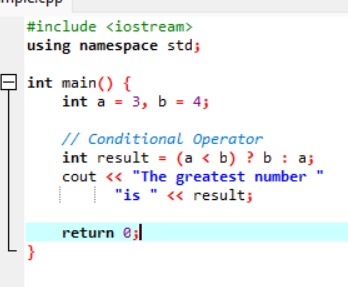 #include <iostream>
using namespace std;
int main() {
    int a = 3, b = 4;
    // Conditional Operator
    int result = (a < b) ? b : a;
    cout << "The greatest number "
          "is " << result;
    return 0;
}